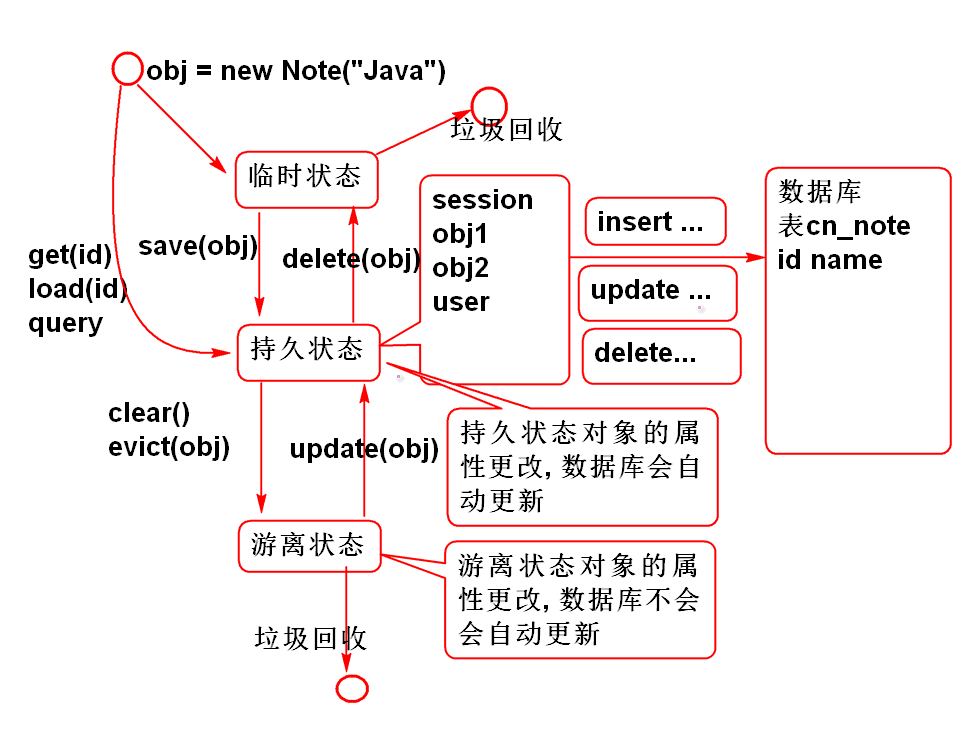 obj = new Note("Java")
垃圾回收
临时状态
session
obj1
obj2
user
insert ...
update ...
delete...
数据库
表cn_note
id name
save(obj)
delete(obj)
get(id)
load(id)
query
持久状态
clear()
evict(obj)
update(obj)
持久状态对象的属
性更改,数据库会自
动更新
游离状态
游离状态对象的属
性更改,数据库不会
会自动更新
垃圾回收